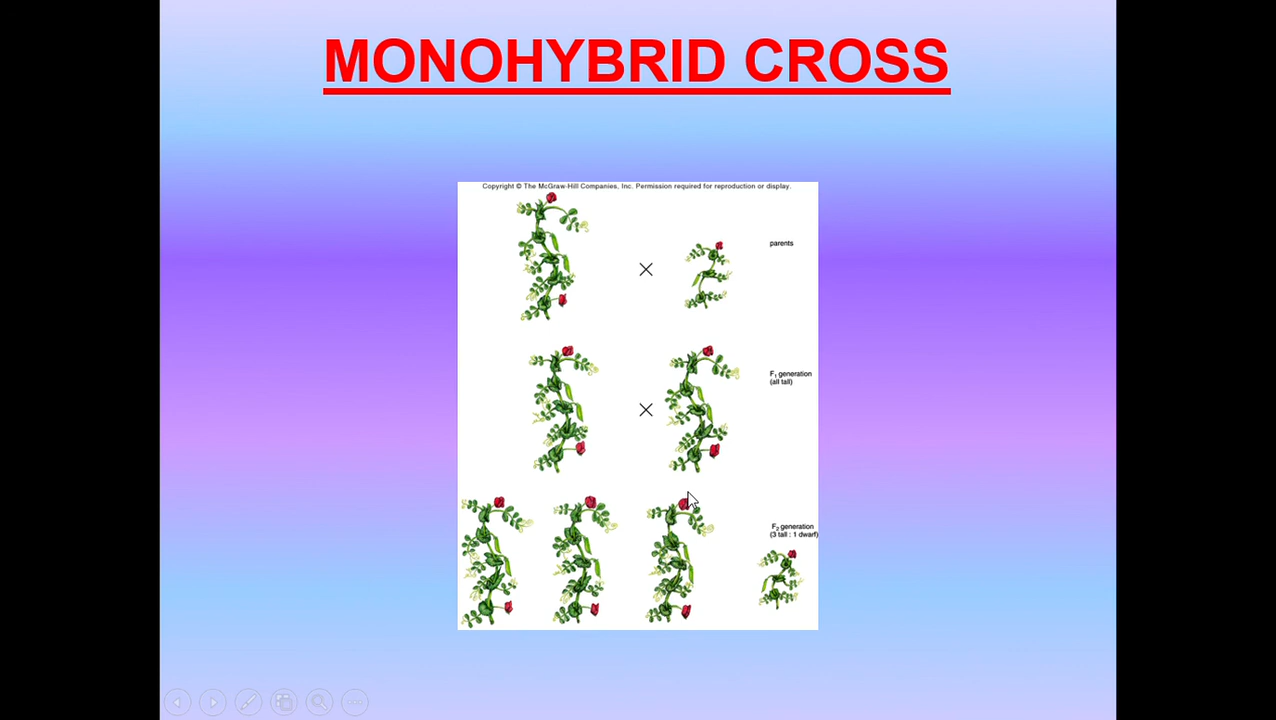 MONOHYBRID CROSS
Copyright © The McGraw-Hill Companies, Inc. Permission required for reproduction or display.
parents
F₁ generation
(all tall)
F₂ generation
(3 tall : 1 dwarf)